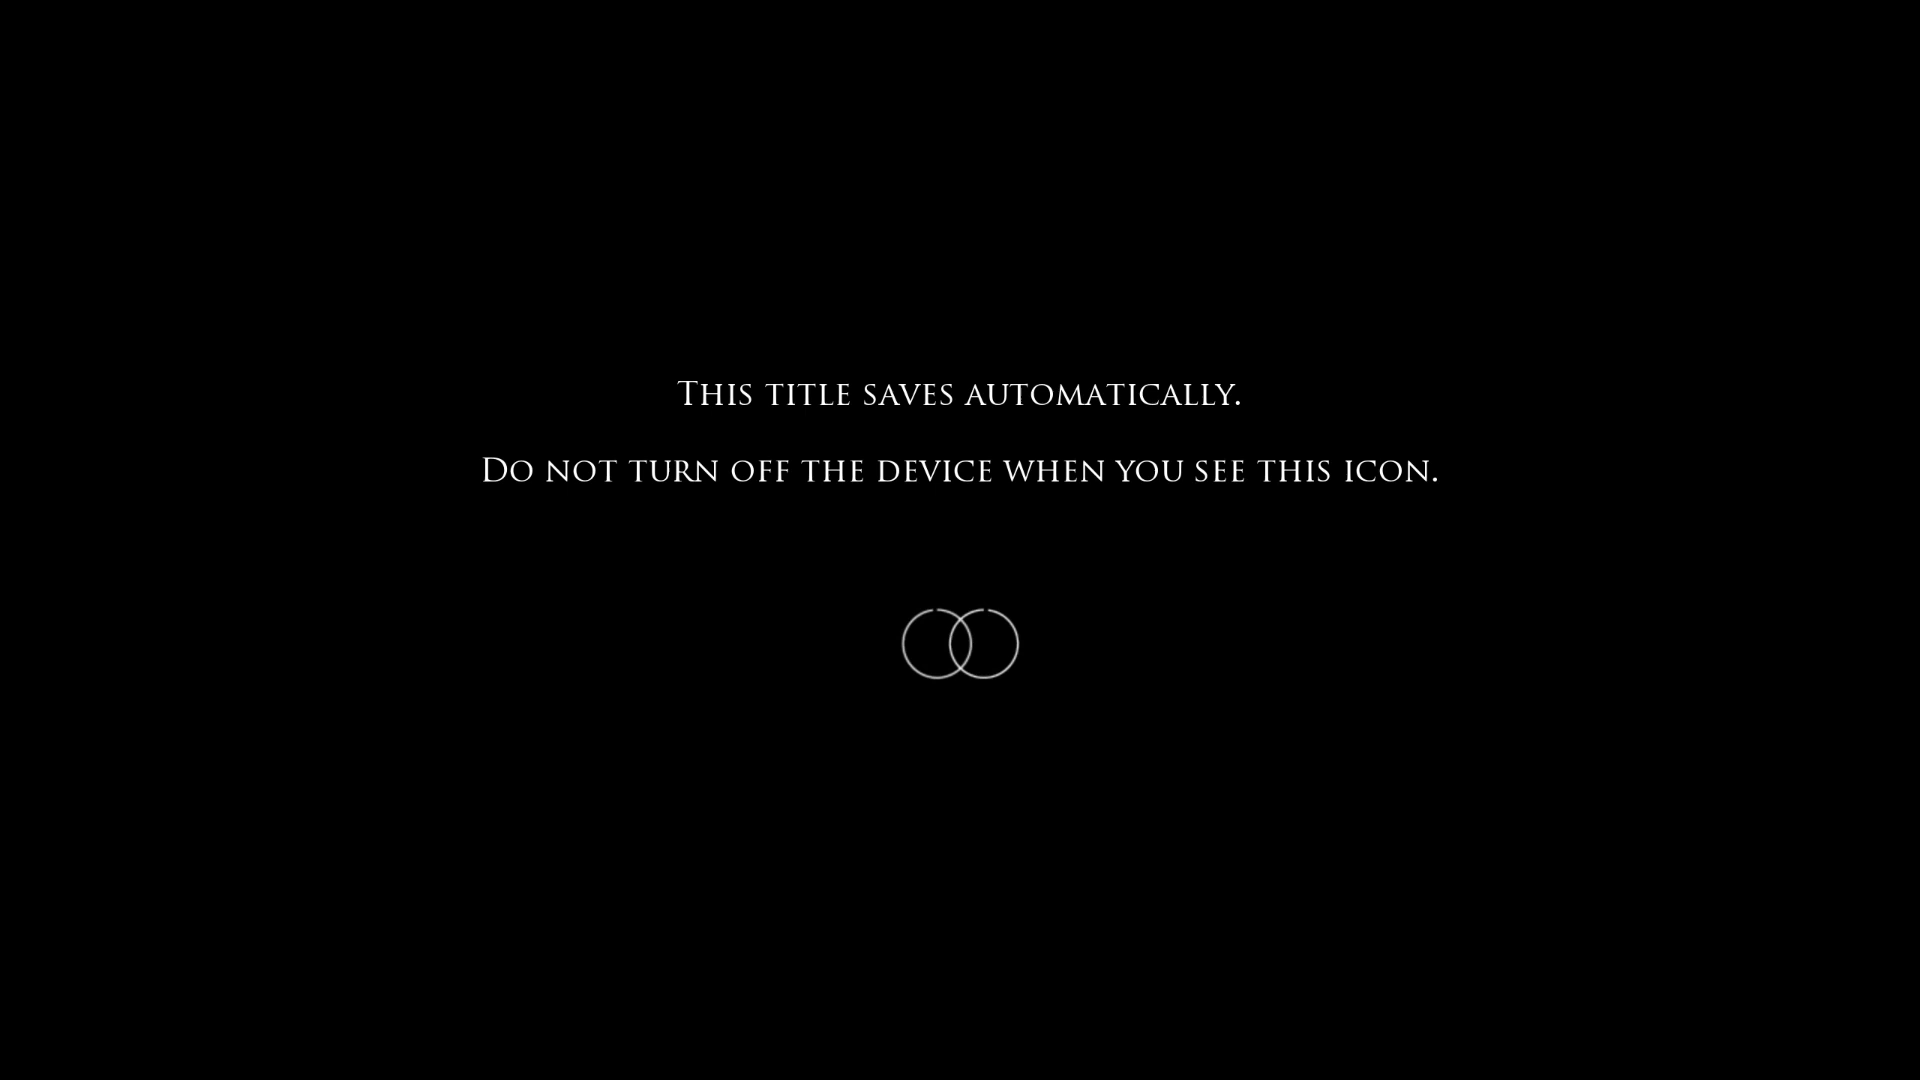 This title saves automatically.
Do not turn off the device when you see this icon.